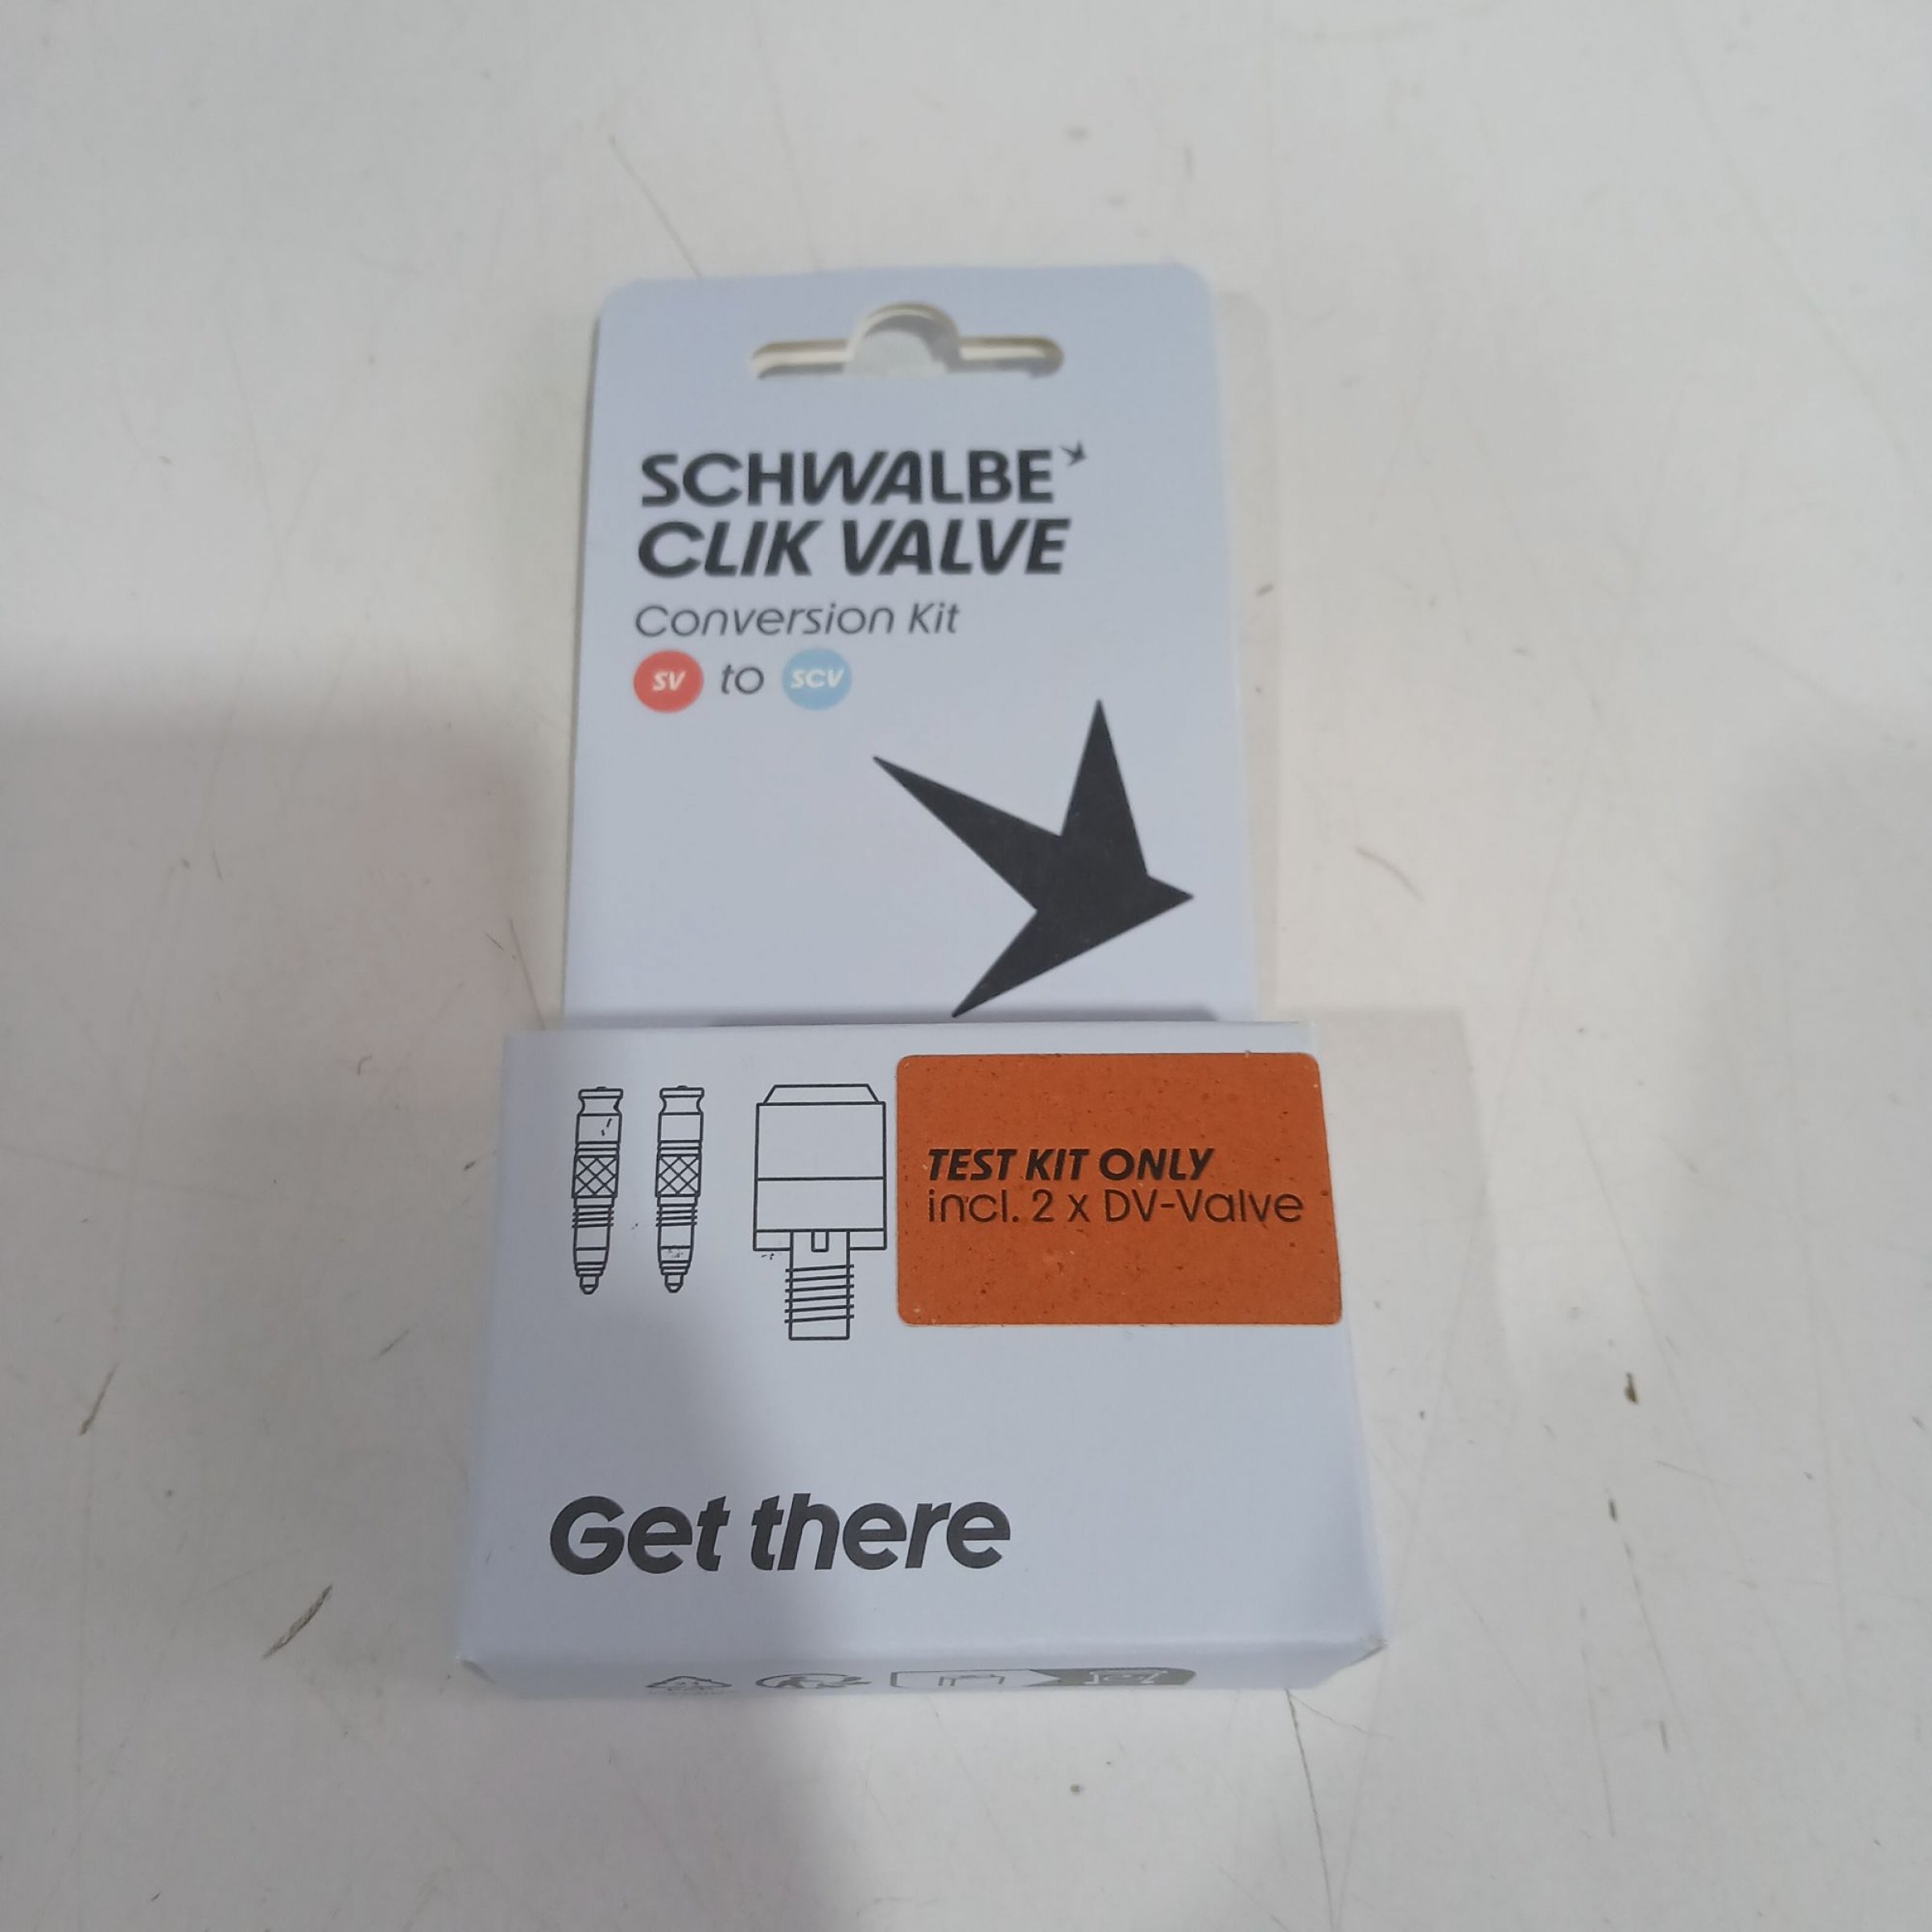 SCHWALBE
CLIK VALVE
Conversion Kit
SV to SCV
TEST KIT ONLY
incl. 2 x DV-Valve
Get there